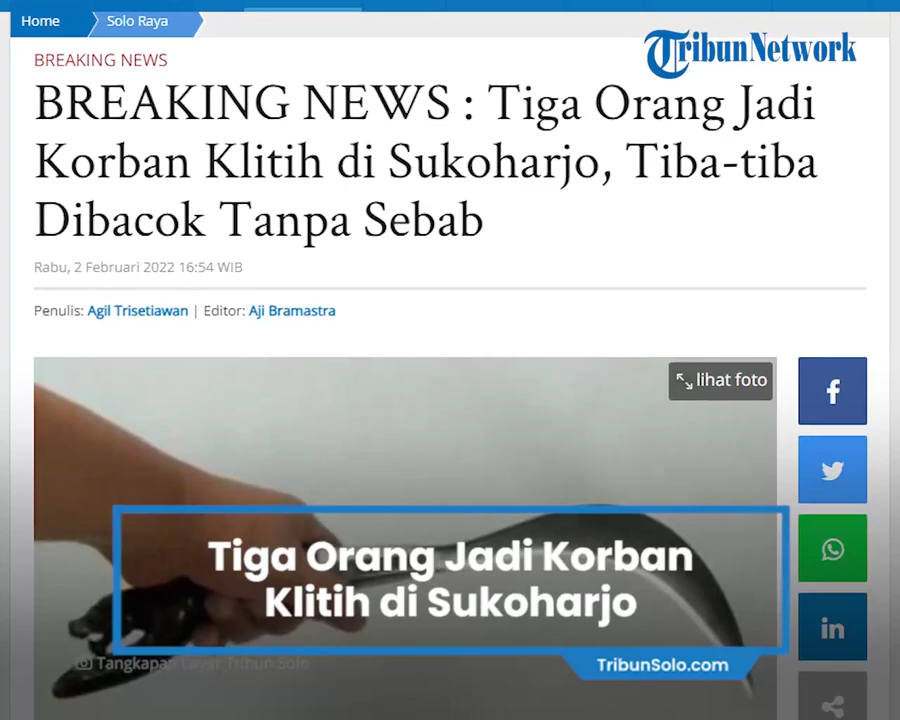 Home
Solo Raya
TribunNetwork
BREAKING NEWS
BREAKING NEWS : Tiga Orang Jadi
Korban Klitih di Sukoharjo, Tiba-tiba
Dibacok Tanpa Sebab
Rabu, 2 Februari 2022 16:54 WIB
Penulis: Agil Trisetiawan | Editor: Aji Bramastra
lihat foto
Tiga Orang Jadi Korban
Klitih di Sukoharjo
Tangkapan Layar Tribun Solo
TribunSolo.com